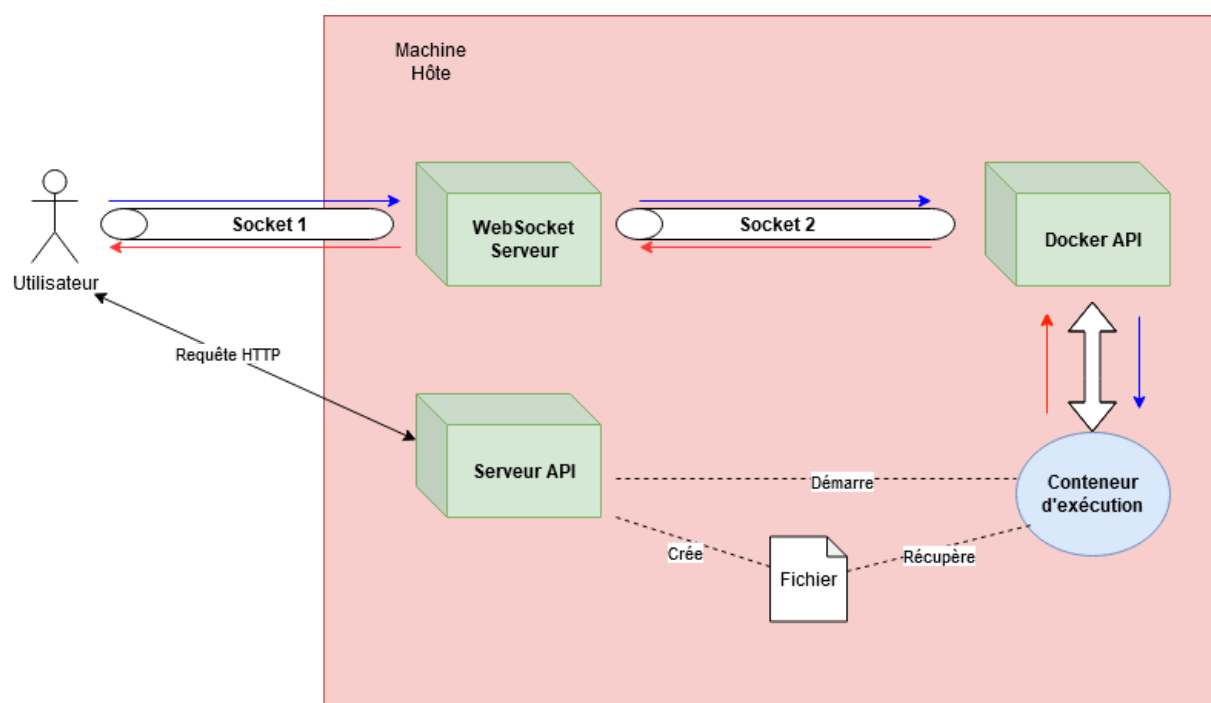 Machine
Hôte
Socket 1
WebSocket
Serveur
Socket 2
Docker API
Utilisateur
Requête HTTP
Serveur API
Démarre
Conteneur
d'exécution
Crée
Fichier
Récupère